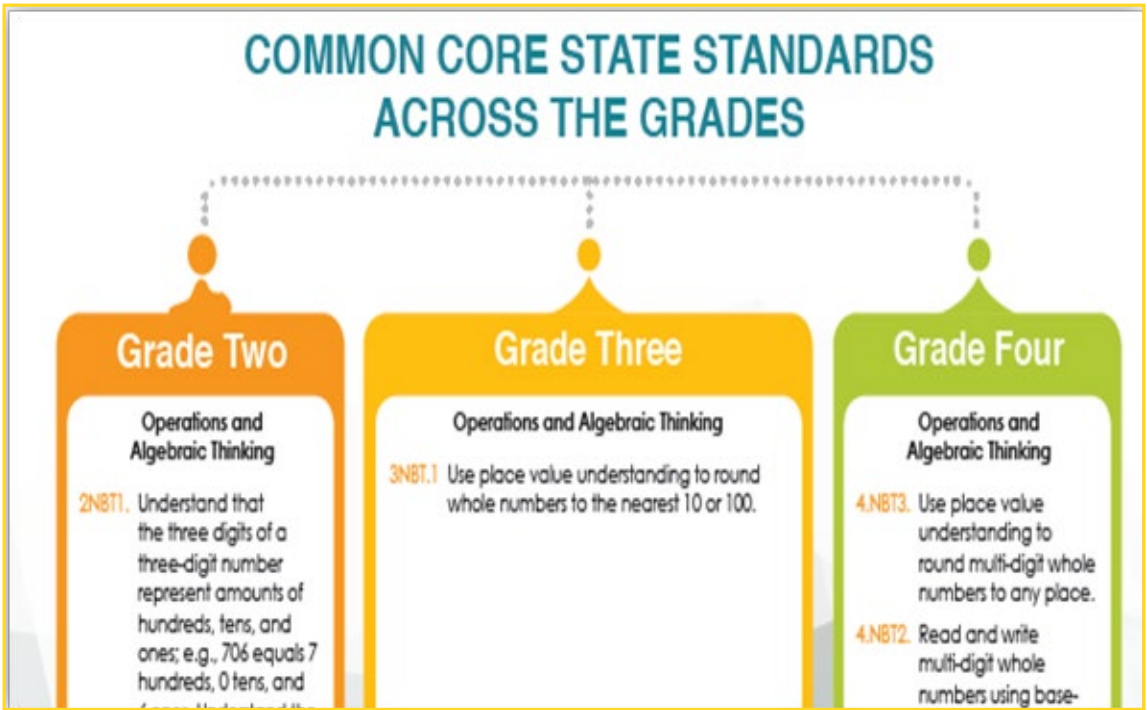 COMMON CORE STATE STANDARDS
ACROSS THE GRADES
Grade Two
Operations and
Algebraic Thinking
2NBT1. Understand that
the three digits of a
three-digit number
represent amounts of
hundreds, tens, and
ones; e.g., 706 equals 7
hundreds, 0 tens, and
Grade Three
Operations and Algebraic Thinking
3NBT.1 Use place value understanding to round
whole numbers to the nearest 10 or 100.
Grade Four
Operations and
Algebraic Thinking
4.NBT3. Use place value
understanding to
round multi-digit whole
numbers to any place.
4.NBT2. Read and write
multi-digit whole
numbers using base-